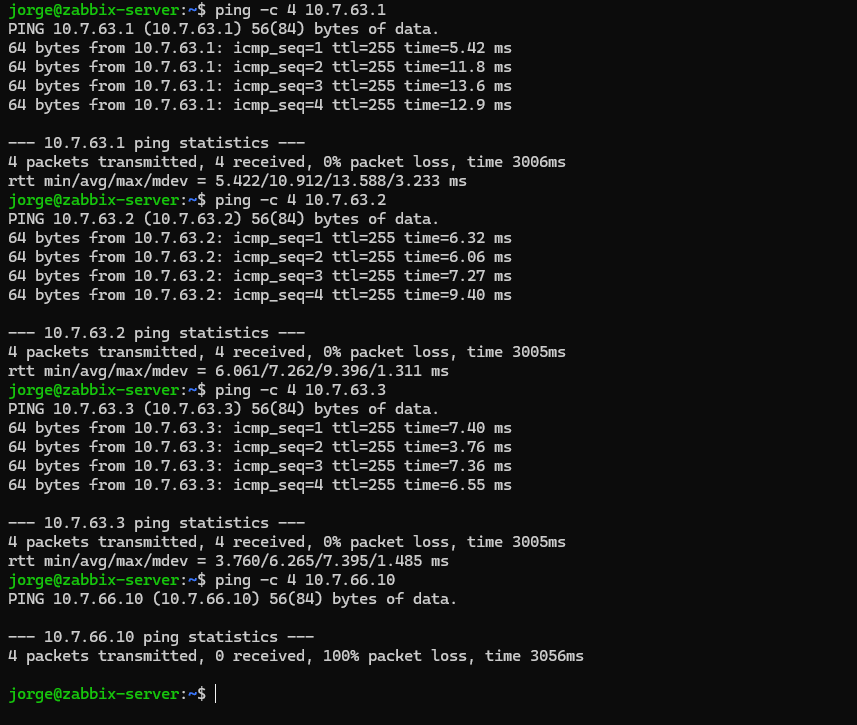 jorge@zabbix-server:~$ ping -c 4 10.7.63.1
PING 10.7.63.1 (10.7.63.1) 56(84) bytes of data.
64 bytes from 10.7.63.1: icmp_seq=1 ttl=255 time=5.42 ms
64 bytes from 10.7.63.1: icmp_seq=2 ttl=255 time=11.8 ms
64 bytes from 10.7.63.1: icmp_seq=3 ttl=255 time=13.6 ms
64 bytes from 10.7.63.1: icmp_seq=4 ttl=255 time=12.9 ms

--- 10.7.63.1 ping statistics ---
4 packets transmitted, 4 received, 0% packet loss, time 3006ms
rtt min/avg/max/mdev = 5.422/10.912/13.588/3.233 ms
jorge@zabbix-server:~$ ping -c 4 10.7.63.2
PING 10.7.63.2 (10.7.63.2) 56(84) bytes of data.
64 bytes from 10.7.63.2: icmp_seq=1 ttl=255 time=6.32 ms
64 bytes from 10.7.63.2: icmp_seq=2 ttl=255 time=6.06 ms
64 bytes from 10.7.63.2: icmp_seq=3 ttl=255 time=7.27 ms
64 bytes from 10.7.63.2: icmp_seq=4 ttl=255 time=9.40 ms

--- 10.7.63.2 ping statistics ---
4 packets transmitted, 4 received, 0% packet loss, time 3005ms
rtt min/avg/max/mdev = 6.061/7.262/9.396/1.311 ms
jorge@zabbix-server:~$ ping -c 4 10.7.63.3
PING 10.7.63.3 (10.7.63.3) 56(84) bytes of data.
64 bytes from 10.7.63.3: icmp_seq=1 ttl=255 time=7.40 ms
64 bytes from 10.7.63.3: icmp_seq=2 ttl=255 time=3.76 ms
64 bytes from 10.7.63.3: icmp_seq=3 ttl=255 time=7.36 ms
64 bytes from 10.7.63.3: icmp_seq=4 ttl=255 time=6.55 ms

--- 10.7.63.3 ping statistics ---
4 packets transmitted, 4 received, 0% packet loss, time 3005ms
rtt min/avg/max/mdev = 3.760/6.265/7.395/1.485 ms
jorge@zabbix-server:~$ ping -c 4 10.7.66.10
PING 10.7.66.10 (10.7.66.10) 56(84) bytes of data.

--- 10.7.66.10 ping statistics ---
4 packets transmitted, 0 received, 100% packet loss, time 3056ms

jorge@zabbix-server:~$